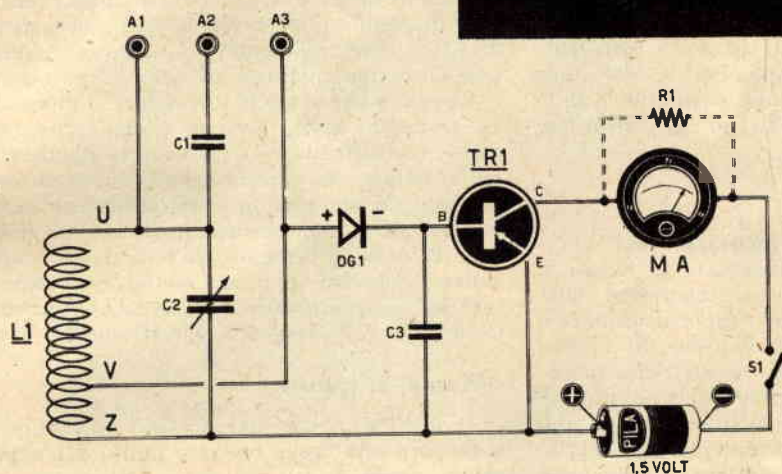 A1
A2
A3
R1
C1
TR1
U
C
+
-
B
DG1
E
M A
C2
L1
C3
V
S1
Z
+
PILA
-
1,5 VOLT